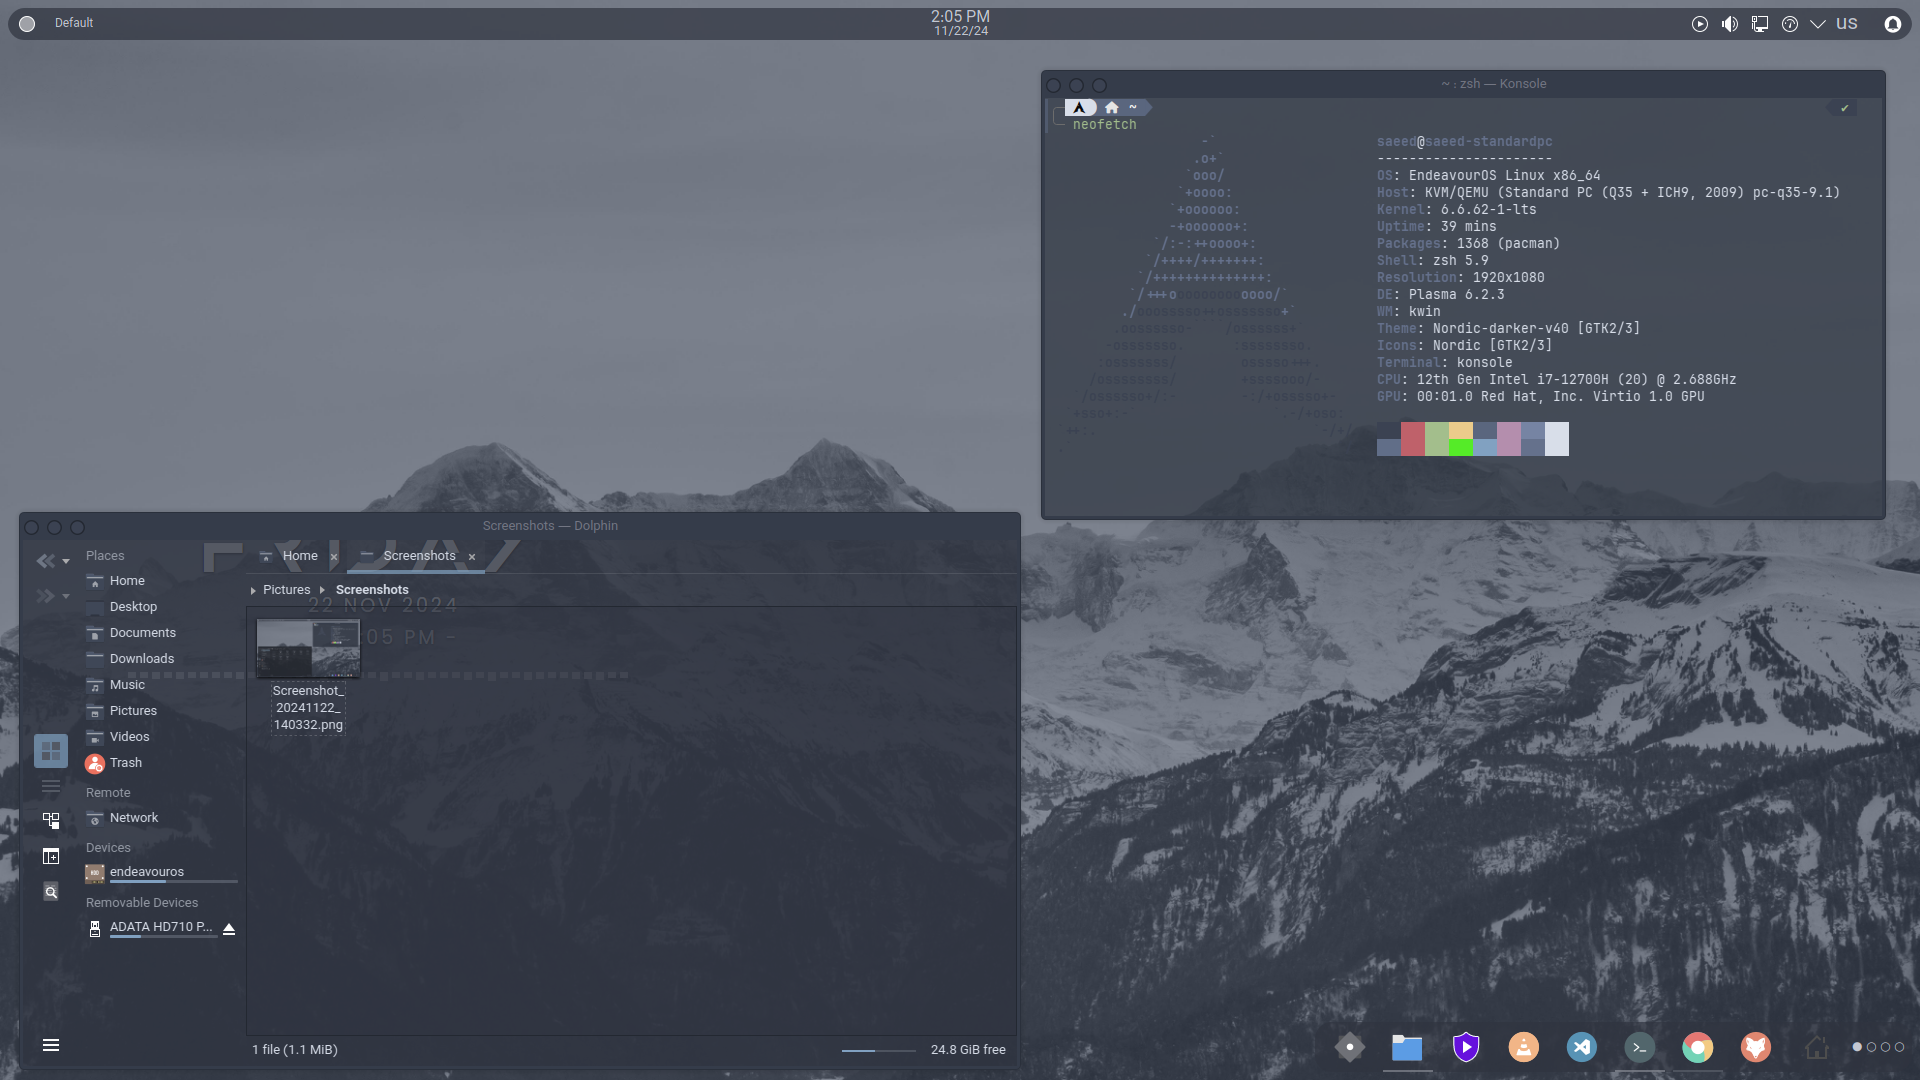 Default
2:05 PM
11/22/24
US
~ : zsh — Konsole
~
neofetch
saeed@saeed-standardpc
----------------------
OS: EndeavourOS Linux x86_64
Host: KVM/QEMU (Standard PC (Q35 + ICH9, 2009) pc-q35-9.1)
Kernel: 6.6.62-1-lts
Uptime: 39 mins
Packages: 1368 (pacman)
Shell: zsh 5.9
Resolution: 1920x1080
DE: Plasma 6.2.3
WM: kwin
Theme: Nordic-darker-v40 [GTK2/3]
Icons: Nordic [GTK2/3]
Terminal: konsole
CPU: 12th Gen Intel i7-12700H (20) @ 2.688GHz
GPU: 00:01.0 Red Hat, Inc. Virtio 1.0 GPU
Screenshots — Dolphin
Places
Home
Desktop
Documents
Downloads
Music
Pictures
Videos
Trash
Remote
Network
Devices
endeavouros
Removable Devices
ADATA HD710 P...
Home
Screenshots
Pictures
Screenshots
22 NOV 2024
:05 PM -
Screenshot_
20241122_
140332.png
1 file (1.1 MiB)
24.8 GiB free